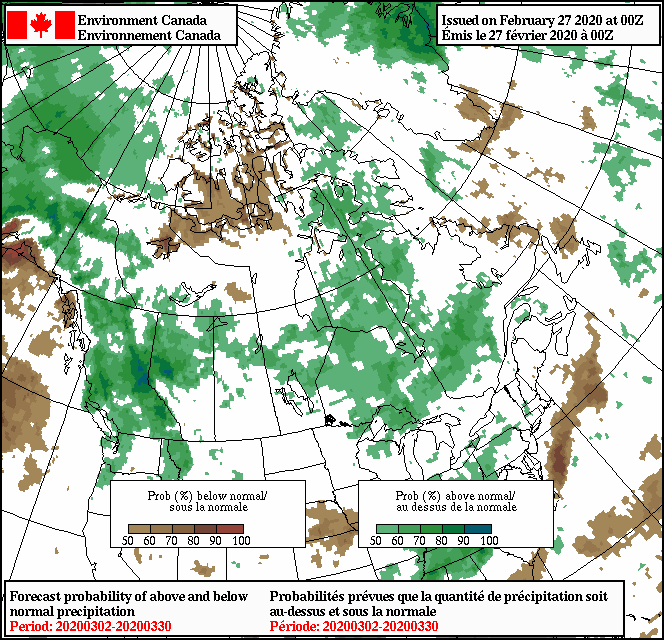 Environment Canada
Environnement Canada
Issued on February 27 2020 at 00Z
Émis le 27 février 2020 à 00Z
Prob (%) below normal/
sous la normale
50 60 70 80 90 100
Prob (%) above normal/
au dessus de la normale
50 60 70 80 90 100
Forecast probability of above and below
normal precipitation
Period: 20200302-20200330
Probabilités prévues que la quantité de précipitation soit
au-dessus et sous la normale
Période: 20200302-20200330